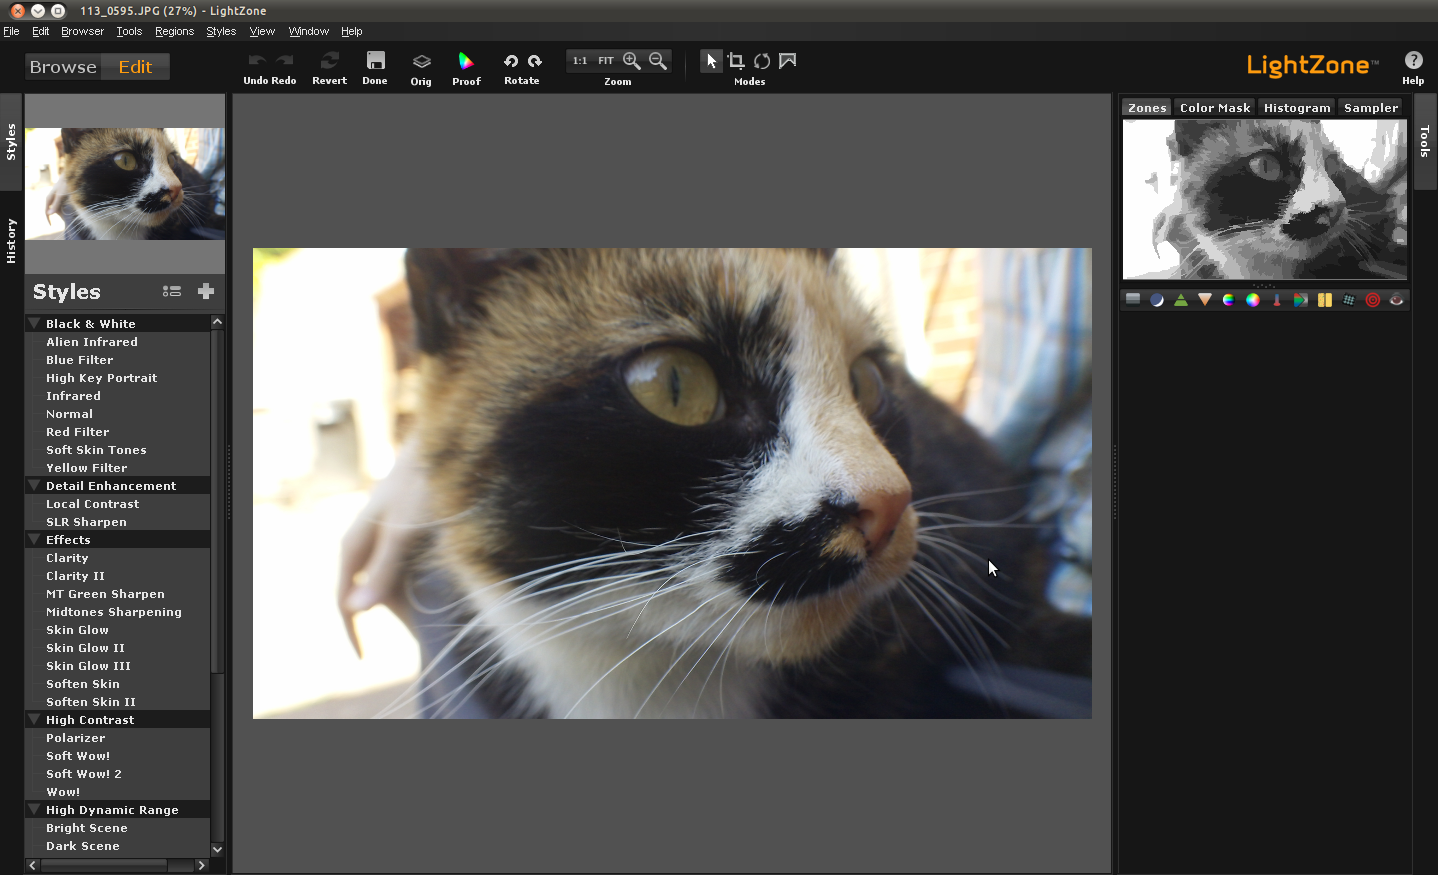 113_0595.JPG (27%) - LightZone
File Edit Browser Tools Regions Styles View Window Help
Browse Edit
Undo Redo Revert Done Orig Proof Rotate
1:1 FIT
Zoom
Modes
LightZone™
?
Help
Styles
History
Styles
Black & White
Alien Infrared
Blue Filter
High Key Portrait
Infrared
Normal
Red Filter
Soft Skin Tones
Yellow Filter
Detail Enhancement
Local Contrast
SLR Sharpen
Effects
Clarity
Clarity II
MT Green Sharpen
Midtones Sharpening
Skin Glow
Skin Glow II
Skin Glow III
Soften Skin
Soften Skin II
High Contrast
Polarizer
Soft Wow!
Soft Wow! 2
Wow!
High Dynamic Range
Bright Scene
Dark Scene
Zones Color Mask Histogram Sampler
Tools